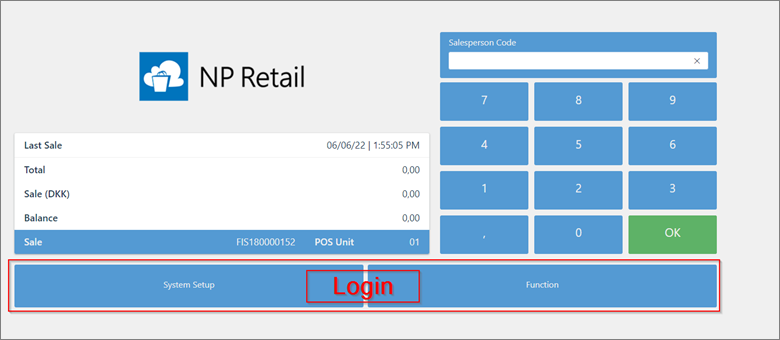 NP Retail
Last Sale 06/06/22 | 1:55:05 PM
Total 0,00
Sale (DKK) 0,00
Balance 0,00
Sale FIS180000152 POS Unit 01
Salesperson Code
×
7 8 9
4 5 6
1 2 3
, 0 OK
System Setup Login Function